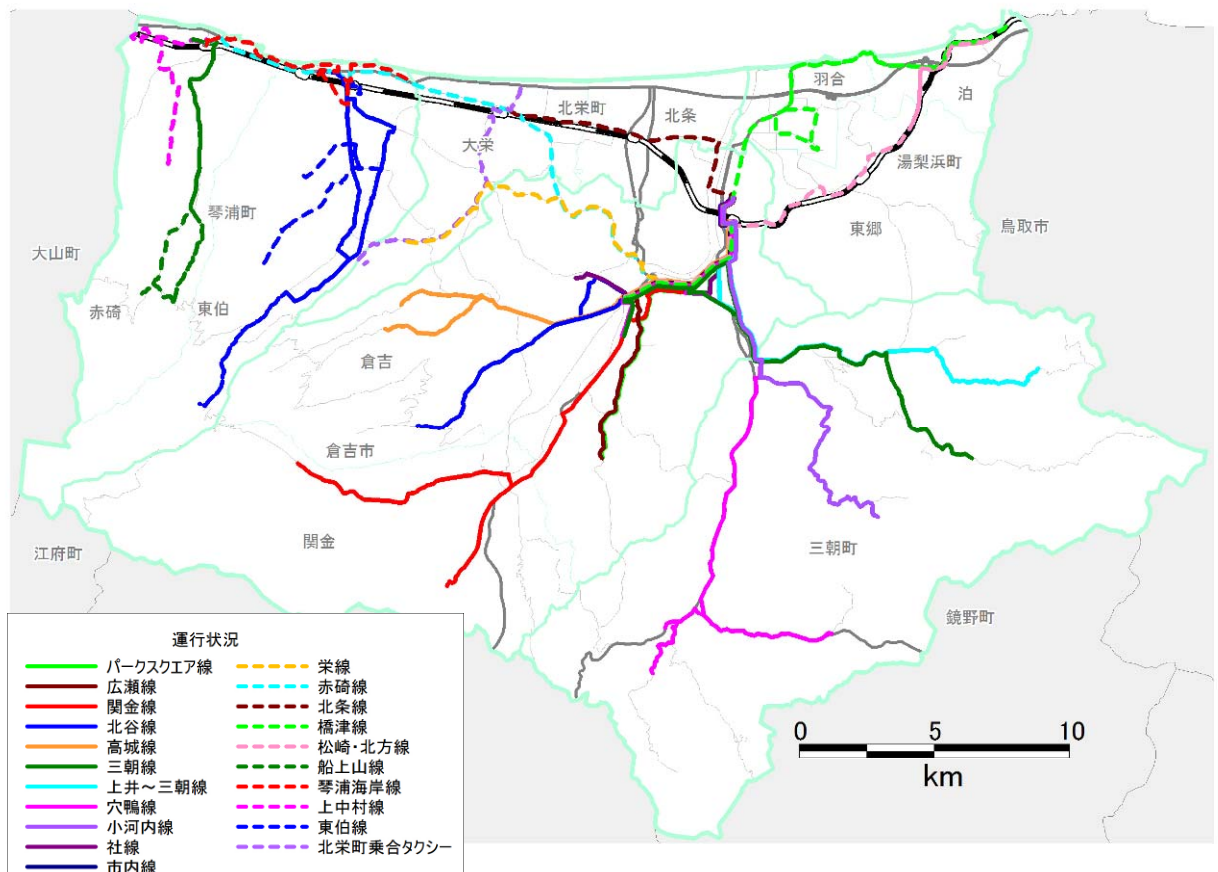 羽合
泊
北栄町
北条
大栄
湯梨浜町
琴浦町
東郷
鳥取市
大山町
赤碕
東伯
倉吉
倉吉市
関金
三朝町
江府町
鏡野町
運行状況
パークスクエア線
栄線
広瀬線
赤碕線
関金線
北条線
北谷線
橋津線
高城線
松崎・北方線
三朝線
船上山線
上井～三朝線
琴浦海岸線
穴鴨線
上中村線
小河内線
東伯線
社線
北栄町乗合タクシー
市内線
0 5 10
km